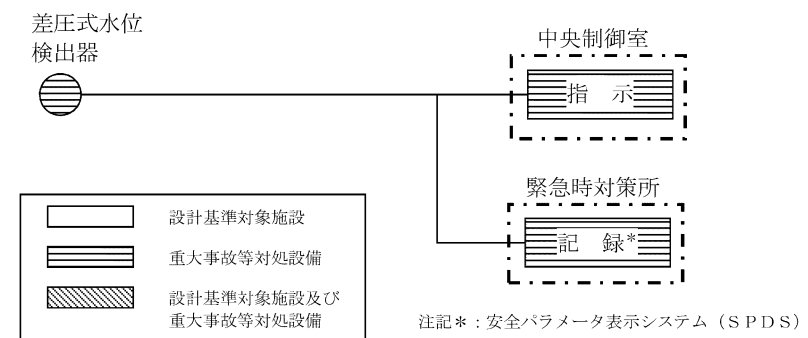 差圧式水位
検出器
中央制御室
指　示
緊急時対策所
記　録*
設計基準対象施設
重大事故等対処設備
設計基準対象施設及び
重大事故等対処設備
注記＊：安全パラメータ表示システム（ＳＰＤＳ）